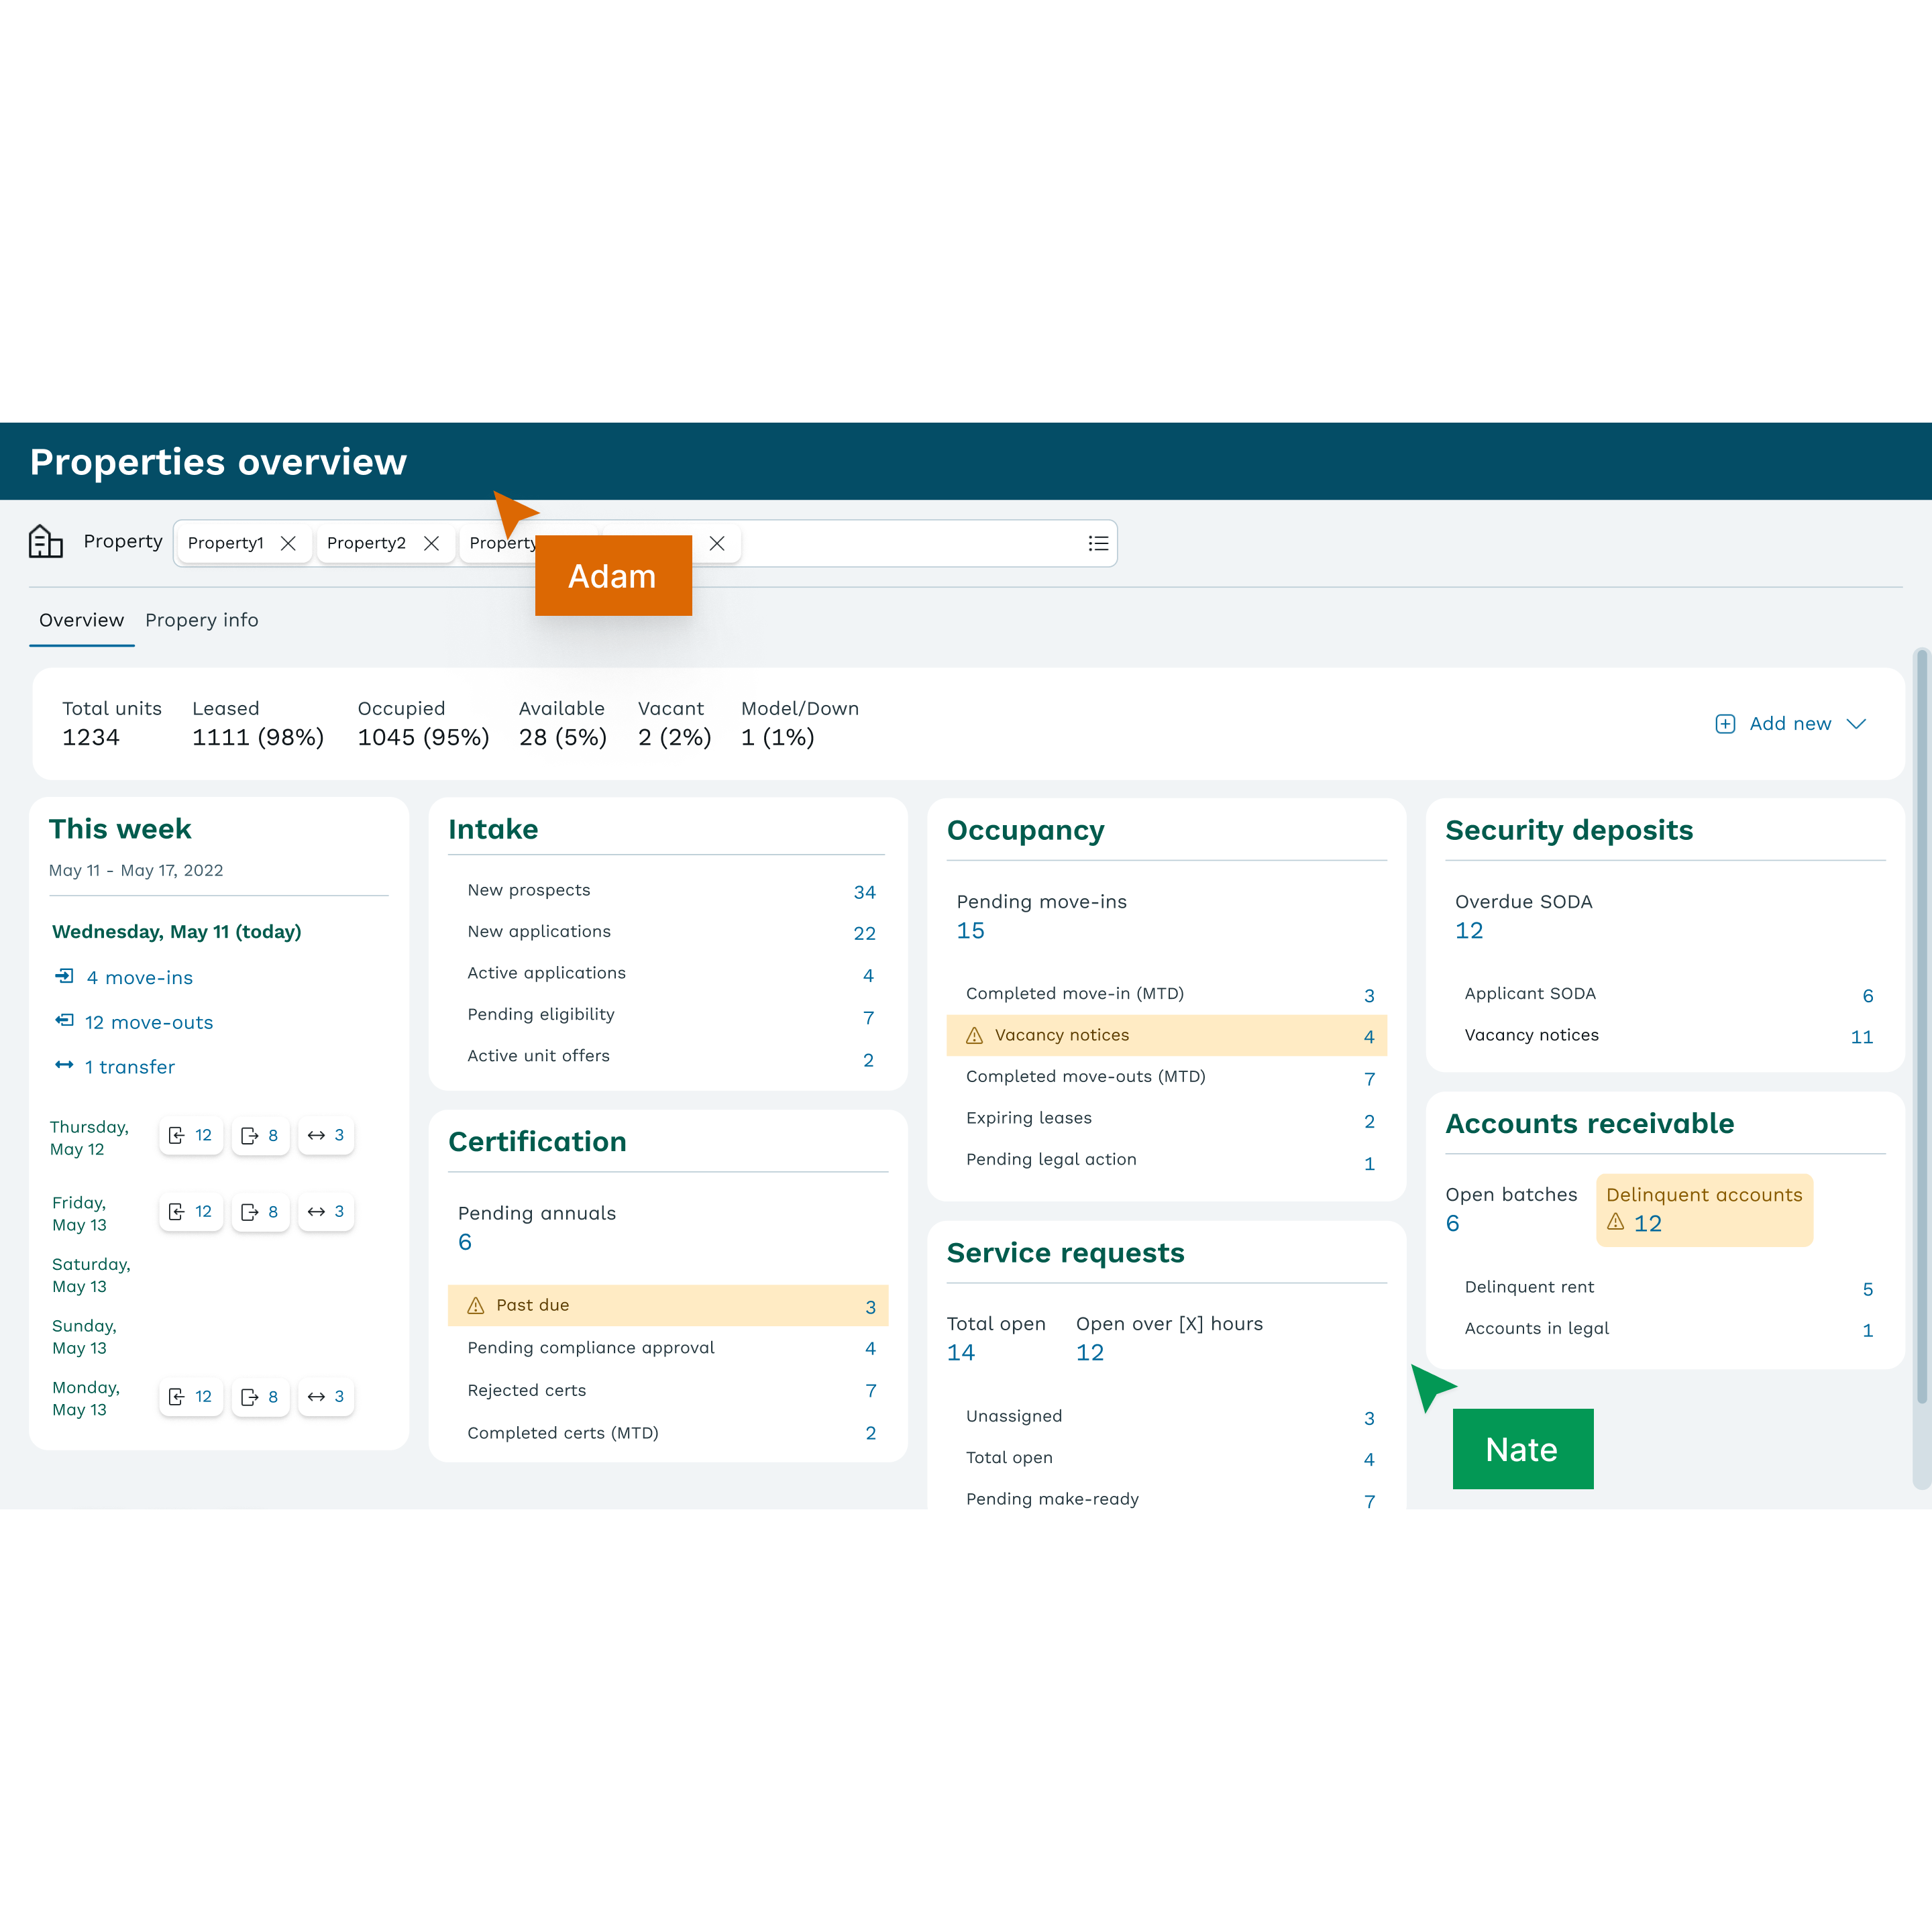 Properties overview
Property
Property1
Property2
Property
Adam
Overview
Propery info
Total units
1234
Leased
1111 (98%)
Occupied
1045 (95%)
Available
28 (5%)
Vacant
2 (2%)
Model/Down
1 (1%)
Add new
This week
May 11 - May 17, 2022
Wednesday, May 11 (today)
4 move-ins
12 move-outs
1 transfer
Thursday,
May 12
12 8 3
Friday,
May 13
12 8 3
Saturday,
May 13
Sunday,
May 13
Monday,
May 13
12 8 3
Intake
New prospects 34
New applications 22
Active applications 4
Pending eligibility 7
Active unit offers 2
Certification
Pending annuals
6
Past due 3
Pending compliance approval 4
Rejected certs 7
Completed certs (MTD) 2
Occupancy
Pending move-ins
15
Completed move-in (MTD) 3
Vacancy notices 4
Completed move-outs (MTD) 7
Expiring leases 2
Pending legal action 1
Service requests
Total open
14
Open over [X] hours
12
Unassigned 3
Total open 4
Pending make-ready 7
Security deposits
Overdue SODA
12
Applicant SODA 6
Vacancy notices 11
Accounts receivable
Open batches
6
Delinquent accounts
12
Delinquent rent 5
Accounts in legal 1
Nate